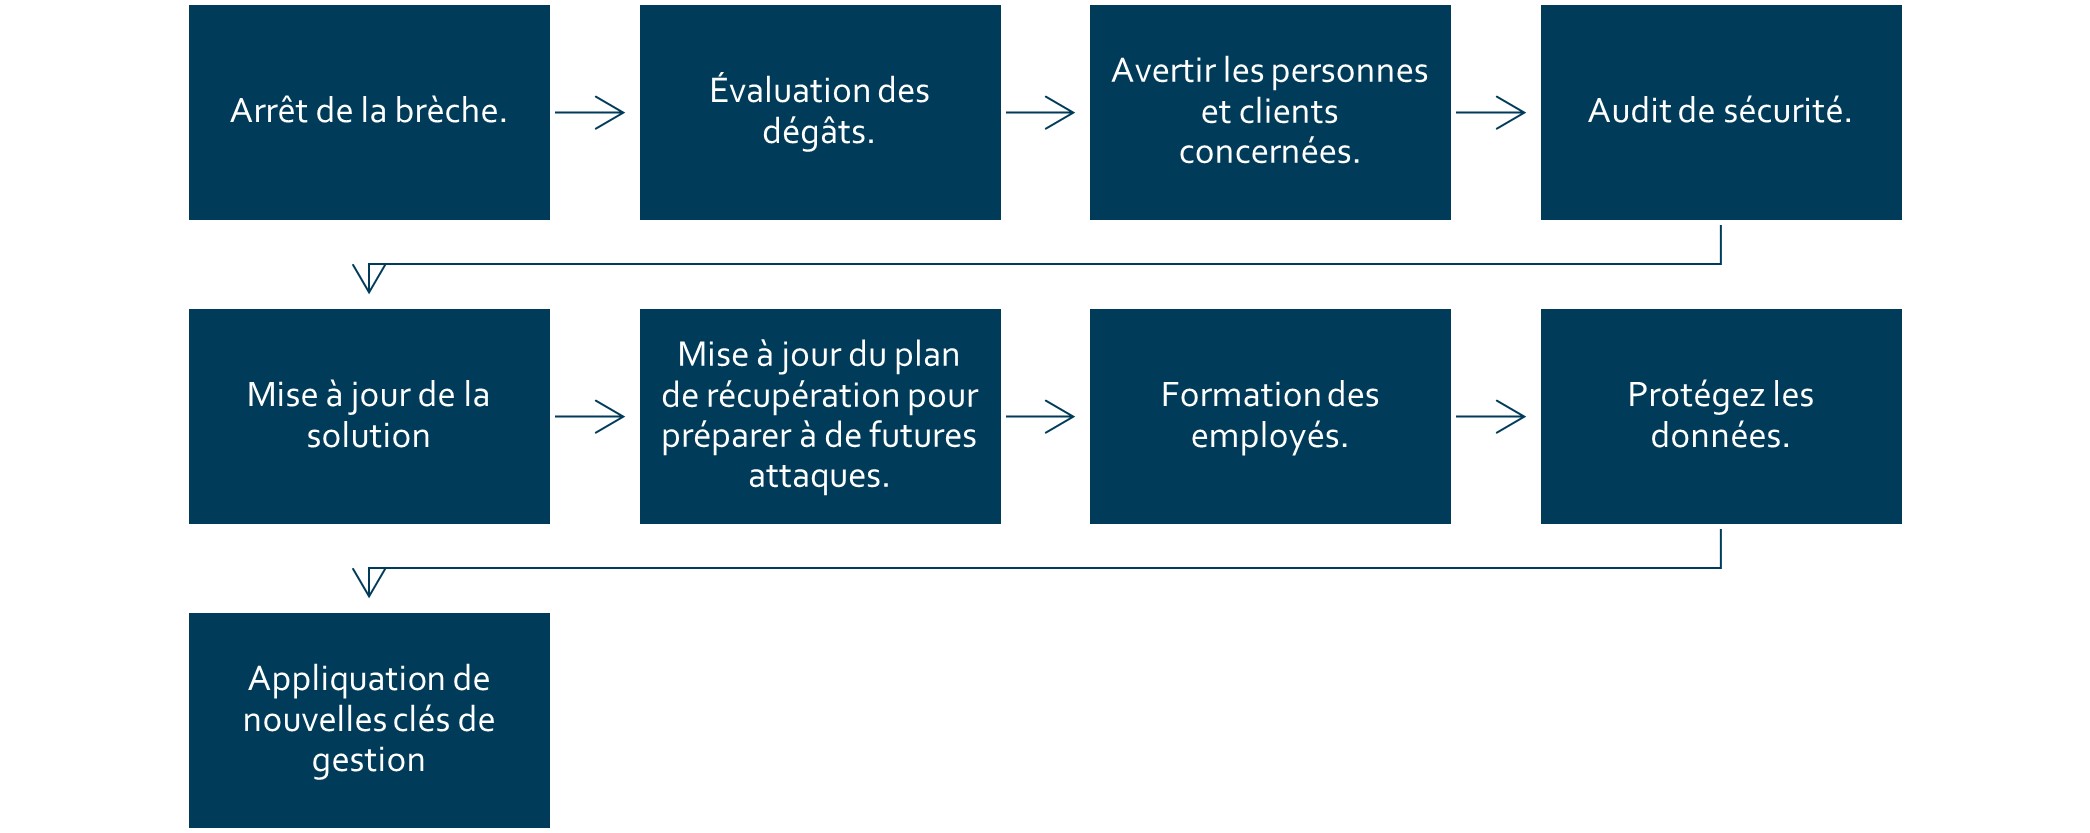 Arrêt de la brèche.
Évaluation des
dégâts.
Avertir les personnes
et clients
concernées.
Audit de sécurité.
Mise à jour de la
solution
Mise à jour du plan
de récupération pour
préparer à de futures
attaques.
Formation des
employés.
Protégez les
données.
Appliquation de
nouvelles clés de
gestion